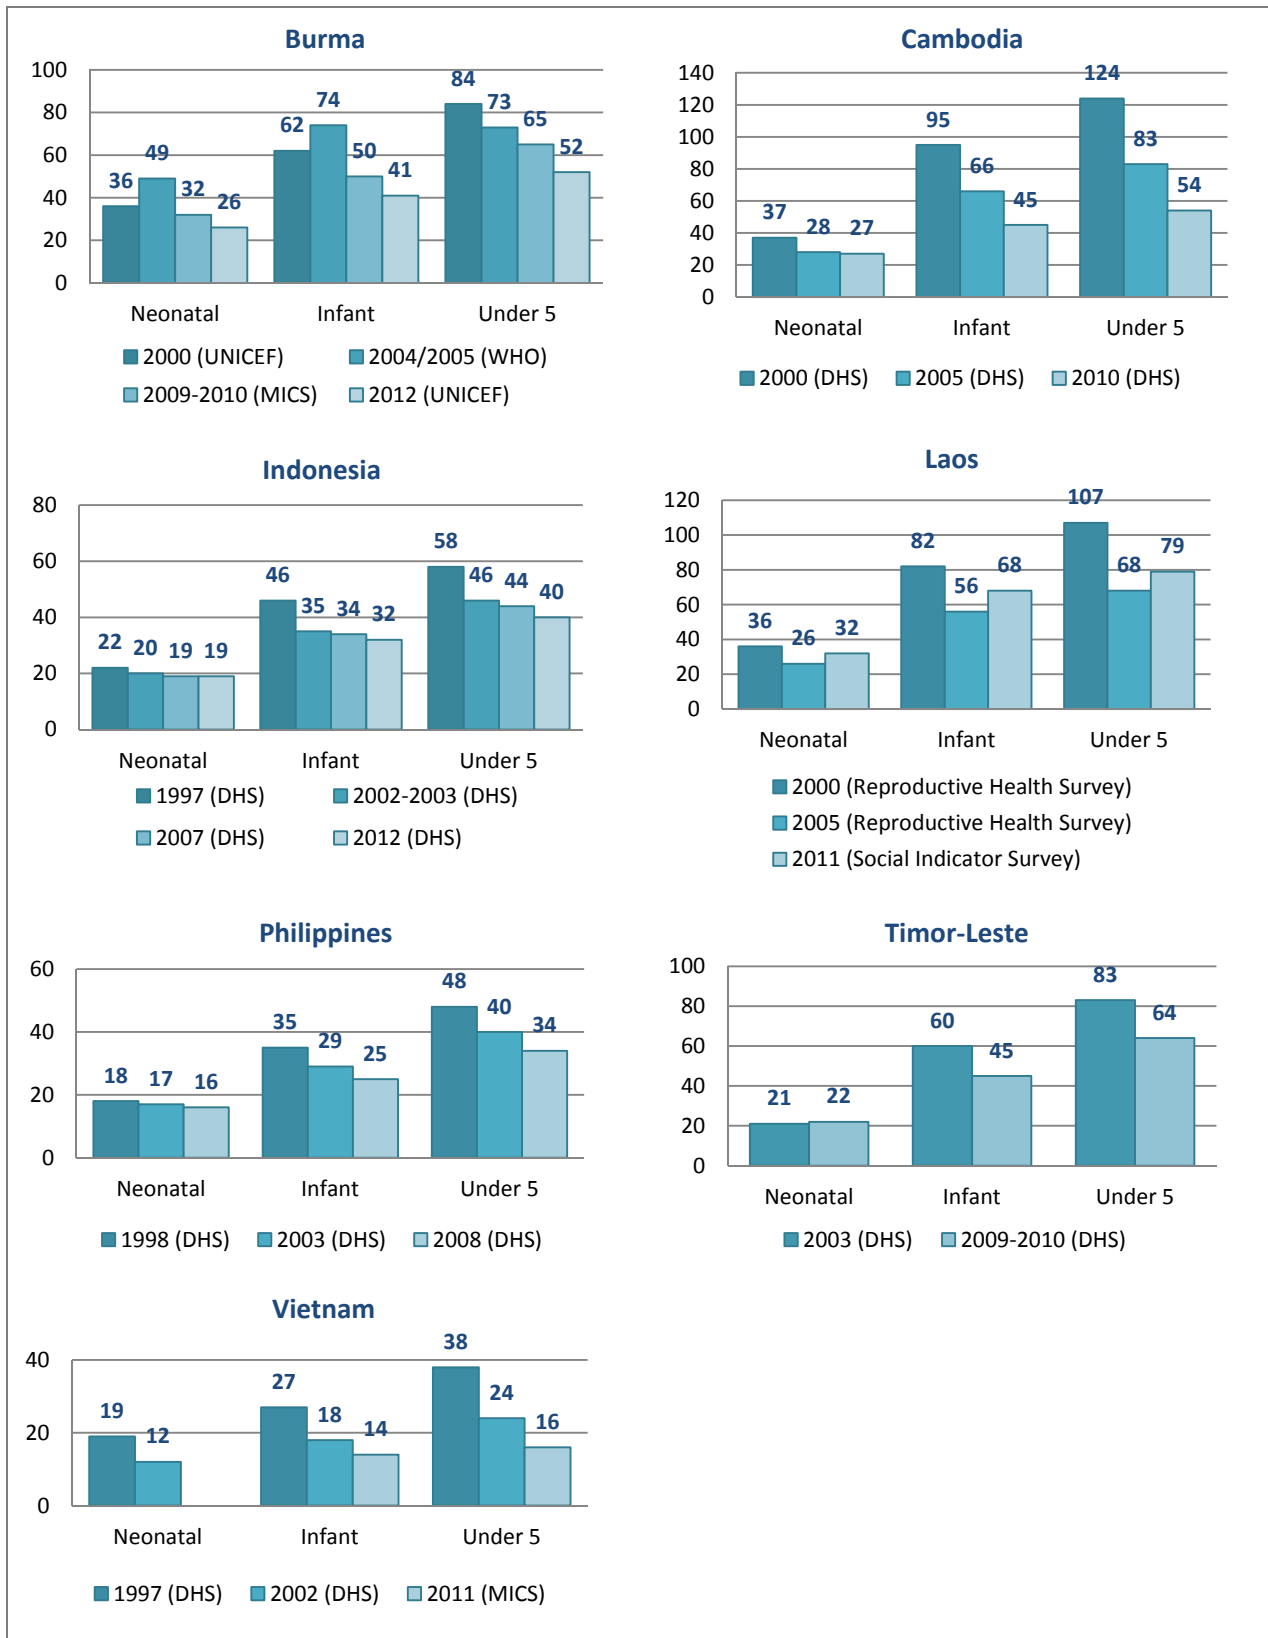 Burma
100
80
60
40
20
0
36 49 32 26
62 74 50 41
84 73 65 52
Neonatal Infant Under 5
2000 (UNICEF) 2004/2005 (WHO)
2009-2010 (MICS) 2012 (UNICEF)
Cambodia
140
120
100
80
60
40
20
0
37 28 27
95 66 45
124 83 54
Neonatal Infant Under 5
2000 (DHS) 2005 (DHS) 2010 (DHS)
Indonesia
80
60
40
20
0
22 20 19 19
46 35 34 32
58 46 44 40
Neonatal Infant Under 5
1997 (DHS) 2002-2003 (DHS)
2007 (DHS) 2012 (DHS)
Laos
120
100
80
60
40
20
0
36 26 32
82 56 68
107 68 79
Neonatal Infant Under 5
2000 (Reproductive Health Survey)
2005 (Reproductive Health Survey)
2011 (Social Indicator Survey)
Philippines
60
40
20
0
18 17 16
35 29 25
48 40 34
Neonatal Infant Under 5
1998 (DHS) 2003 (DHS) 2008 (DHS)
Timor-Leste
100
80
60
40
20
0
21 22
60 45
83 64
Neonatal Infant Under 5
2003 (DHS) 2009-2010 (DHS)
Vietnam
40
20
0
19 12
27 18 14
38 24 16
Neonatal Infant Under 5
1997 (DHS) 2002 (DHS) 2011 (MICS)